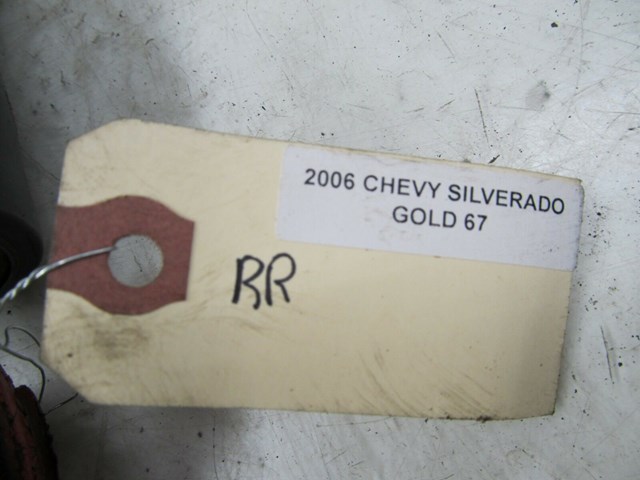 2006 CHEVY SILVERADO
GOLD 67
RR